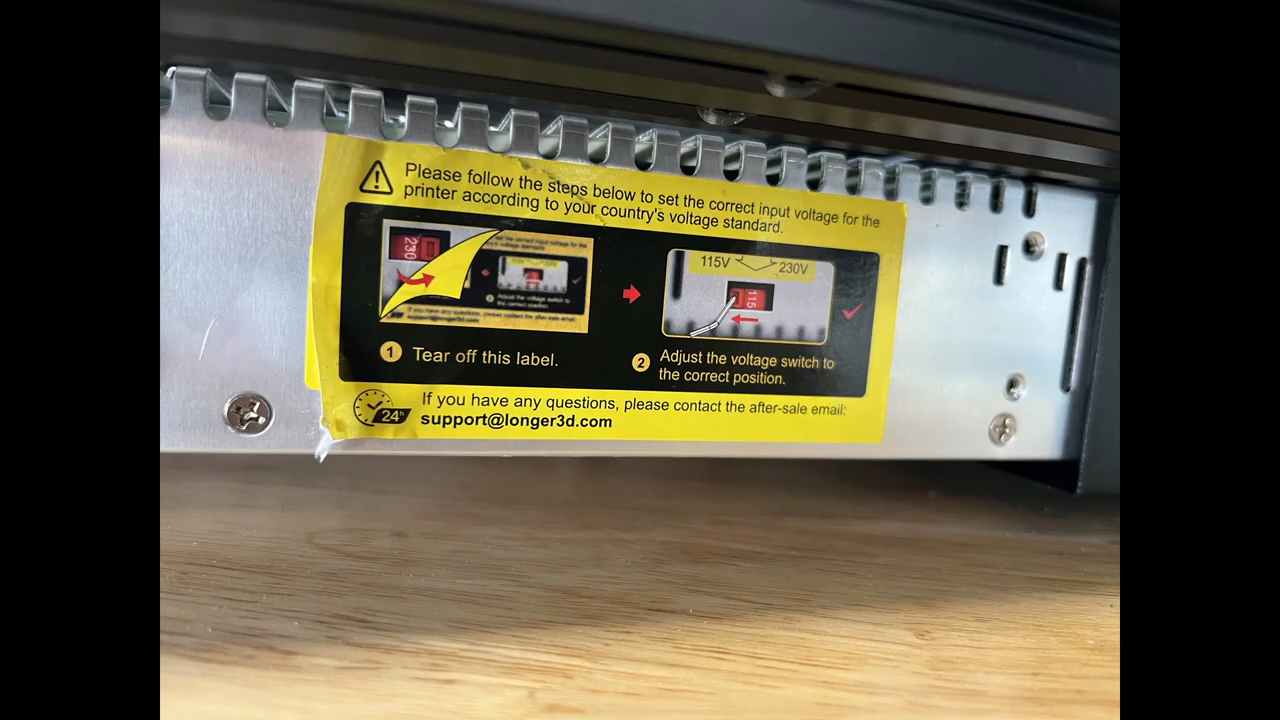 Please follow the steps below to set the correct input voltage for the
printer according to your country's voltage standard.
230
115V
230V
115
1 Tear off this label.
2 Adjust the voltage switch to
the correct position.
24h
If you have any questions, please contact the after-sale email:
support@longer3d.com